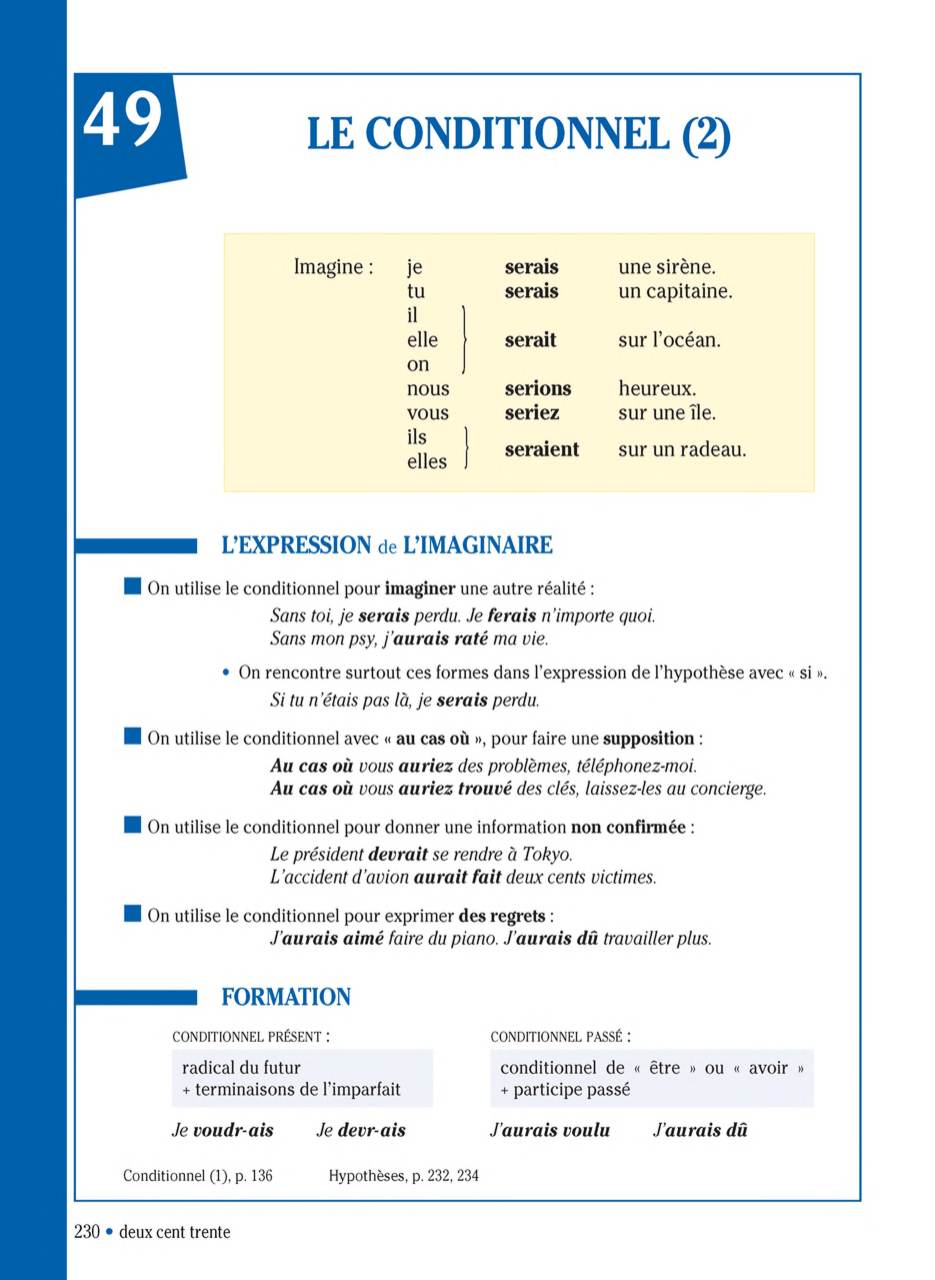 49
LE CONDITIONNEL (2)
Imagine : je serais une sirène.
tu serais un capitaine.
il
elle serait sur l'océan.
on
nous serions heureux.
vous seriez sur une île.
ils
seraient sur un radeau.
elles
L'EXPRESSION de L'IMAGINAIRE
On utilise le conditionnel pour imaginer une autre réalité :
Sans toi, je serais perdu. Je ferais n'importe quoi.
Sans mon psy, j'aurais raté ma vie.
• On rencontre surtout ces formes dans l'expression de l'hypothèse avec « si ».
Si tu n'étais pas là, je serais perdu.
On utilise le conditionnel avec « au cas où », pour faire une supposition :
Au cas où vous auriez des problèmes, téléphonez-moi.
Au cas où vous auriez trouvé des clés, laissez-les au concierge.
On utilise le conditionnel pour donner une information non confirmée :
Le président devrait se rendre à Tokyo.
L'accident d'avion aurait fait deux cents victimes.
On utilise le conditionnel pour exprimer des regrets :
J'aurais aimé faire du piano. J'aurais dû travailler plus.
FORMATION
CONDITIONNEL PRÉSENT :
radical du futur
+ terminaisons de l'imparfait
Je voudr-ais Je devr-ais
CONDITIONNEL PASSÉ :
conditionnel de « être » ou « avoir »
+ participe passé
J'aurais voulu J'aurais dû
Conditionnel (1), p. 136 Hypothèses, p. 232, 234
230 • deux cent trente